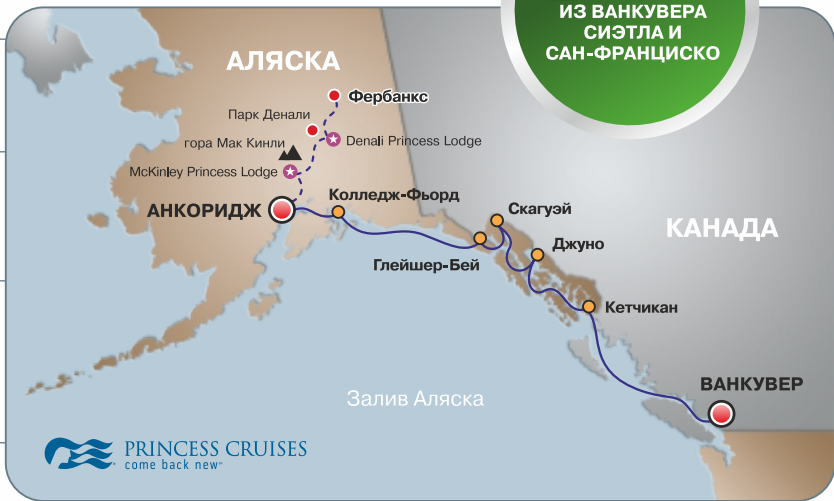 ИЗ ВАНКУВЕРА
СИЭТЛА И
САН-ФРАНЦИСКО
АЛЯСКА
Фербанкс
Парк Денали
Denali Princess Lodge
гора Мак Кинли
McKinley Princess Lodge
АНКОРИДЖ
Колледж-Фьорд
Скагуэй
КАНАДА
Джуно
Глейшер-Бей
Кетчикан
ВАНКУВЕР
Залив Аляска
PRINCESS CRUISES
come back new℠